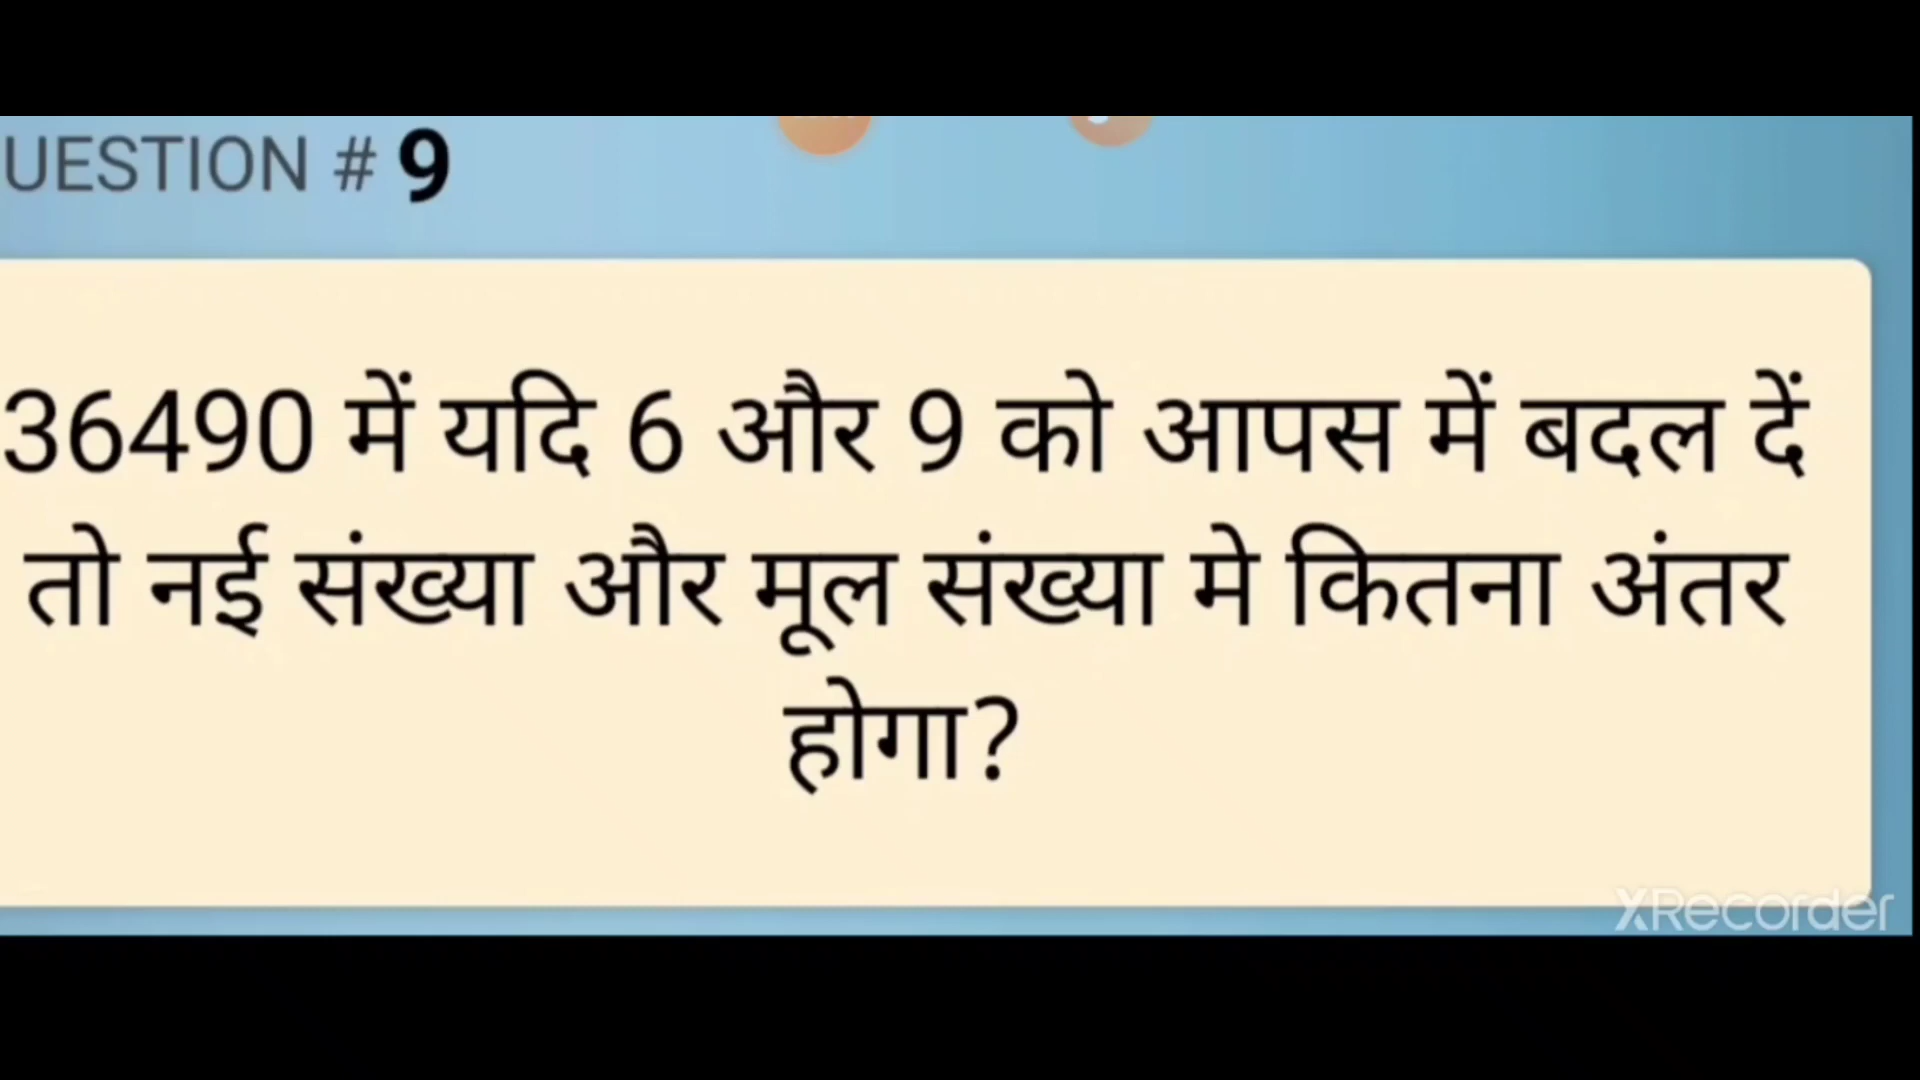 UESTION # 9
36490 में यदि 6 और 9 को आपस में बदल दें
तो नई संख्या और मूल संख्या मे कितना अंतर
होगा?
XRecorder